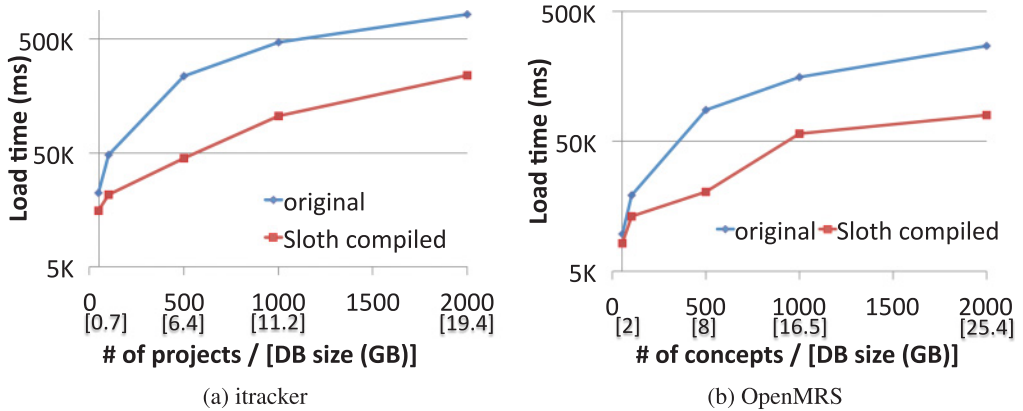 500K
50K
5K
Load time (ms)
original
Sloth compiled
0 500 1000 1500 2000
[0.7] [6.4] [11.2] [19.4]
# of projects / [DB size (GB)]
(a) itracker
500K
50K
5K
Load time (ms)
original Sloth compiled
0 500 1000 1500 2000
[2] [8] [16.5] [25.4]
# of concepts / [DB size (GB)]
(b) OpenMRS